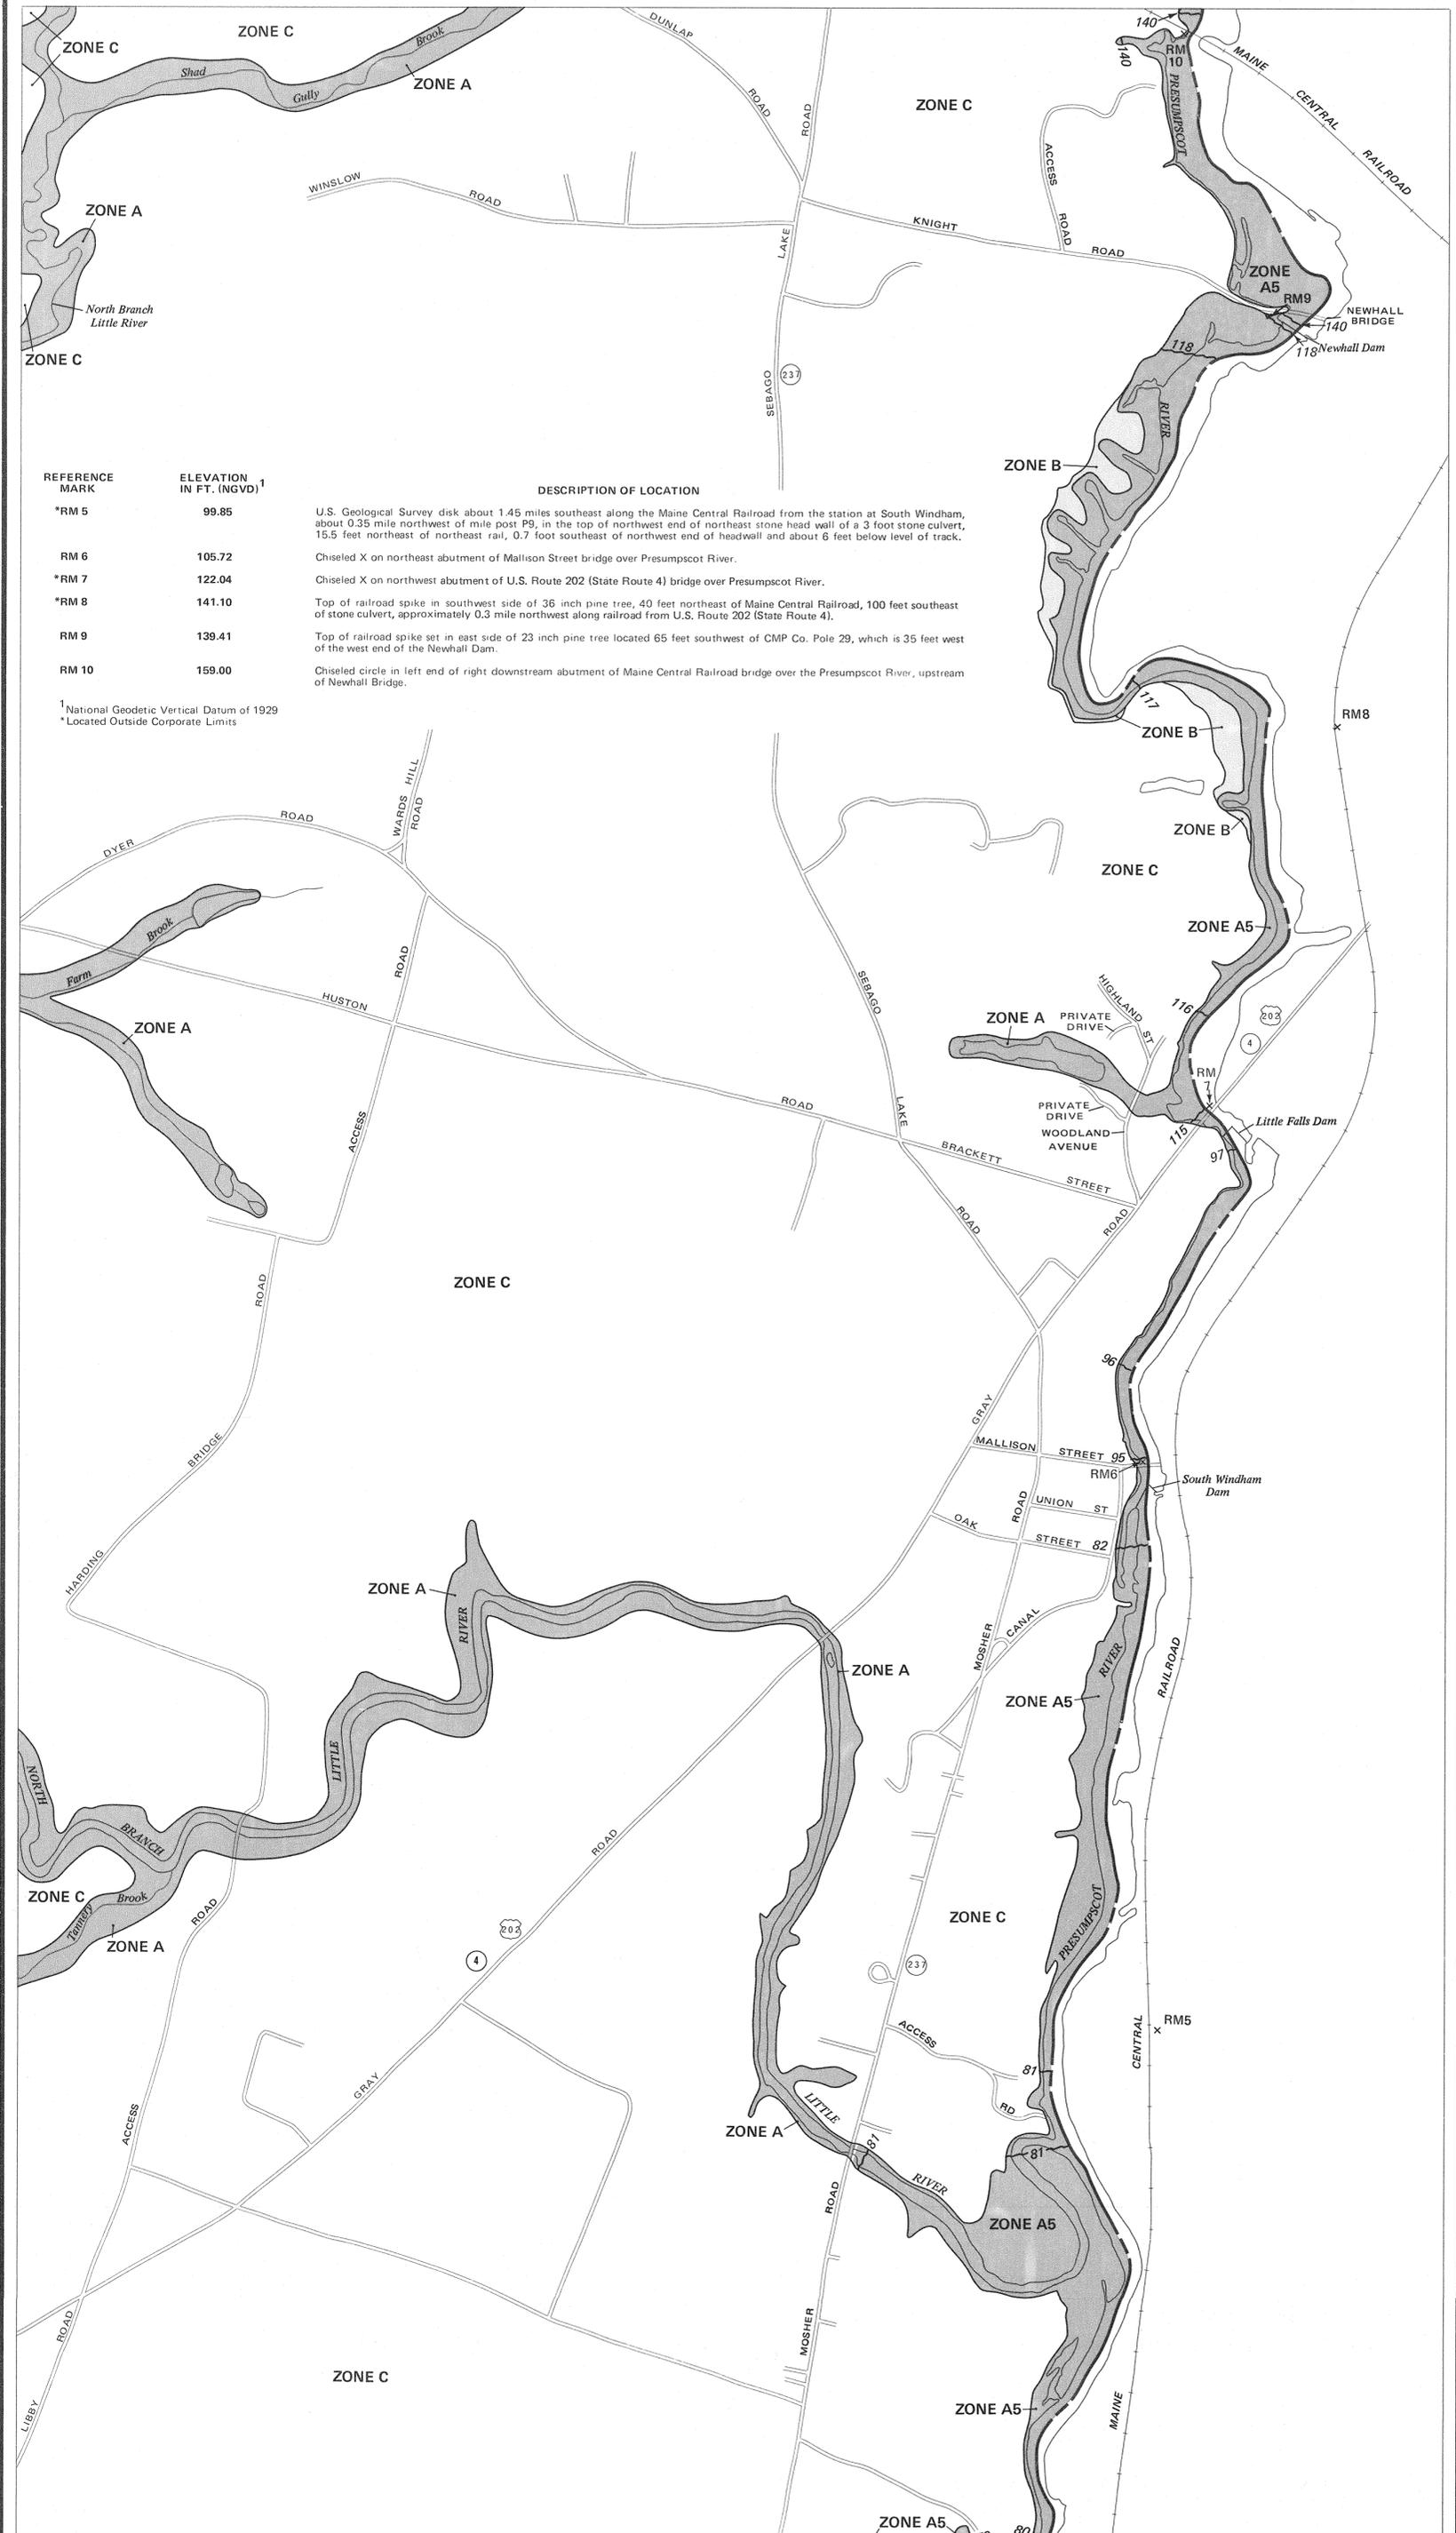 ZONE C
ZONE C
Shad
Gully
Brook
ZONE A
DUNLAP
ROAD
ROAD
ZONE C
140
140
RM
10
PRESUMPSCOT
MAINE
CENTRAL
RAILROAD
ACCESS
ROAD
WINSLOW
ROAD
KNIGHT
ROAD
LAKE
ZONE A
North Branch
Little River
ZONE C
ZONE
A5
RM9
NEWHALL
BRIDGE
140
118
Newhall Dam
118
RIVER
SEBAGO
237
ZONE B
REFERENCE
MARK
ELEVATION
IN FT. (NGVD)1
DESCRIPTION OF LOCATION
*RM 5 99.85 U.S. Geological Survey disk about 1.45 miles southeast along the Maine Central Railroad from the station at South Windham,
about 0.35 mile northwest of mile post P9, in the top of northwest end of northeast stone head wall of a 3 foot stone culvert,
15.5 feet northeast of northeast rail, 0.7 foot southeast of northwest end of headwall and about 6 feet below level of track.
RM 6 105.72 Chiseled X on northeast abutment of Mallison Street bridge over Presumpscot River.
*RM 7 122.04 Chiseled X on northwest abutment of U.S. Route 202 (State Route 4) bridge over Presumpscot River.
*RM 8 141.10 Top of railroad spike in southwest side of 36 inch pine tree, 40 feet northeast of Maine Central Railroad, 100 feet southeast
of stone culvert, approximately 0.3 mile northwest along railroad from U.S. Route 202 (State Route 4).
RM 9 139.41 Top of railroad spike set in east side of 23 inch pine tree located 65 feet southwest of CMP Co. Pole 29, which is 35 feet west
of the west end of the Newhall Dam.
RM 10 159.00 Chiseled circle in left end of right downstream abutment of Maine Central Railroad bridge over the Presumpscot River, upstream
of Newhall Bridge.
1National Geodetic Vertical Datum of 1929
*Located Outside Corporate Limits
117
ZONE B
RM8
ZONE B
ZONE C
ZONE A5
WARDS HILL
ROAD
DYER
ROAD
Farm
Brook
ZONE A
HUSTON
ROAD
ACCESS
ROAD
SEBAGO
LAKE
ROAD
HIGHLAND
ST
PRIVATE
DRIVE
ZONE A
116
202
4
RM
7
PRIVATE
DRIVE
WOODLAND
AVENUE
115
Little Falls Dam
97
BRACKETT
STREET
ROAD
ROAD
ZONE C
ROAD
BRIDGE
HARDING
96
GRAY
MALLISON
STREET
95
RM6
South Windham
Dam
UNION
ST
OAK
STREET
82
ROAD
CANAL
MOSHER
RIVER
RAILROAD
ZONE A5
ZONE A
RIVER
ZONE A
LITTLE
NORTH
BRANCH
ZONE C
Tannery
Brook
ZONE A
ROAD
ROAD
202
4
ZONE C
PRESUMPSCOT
237
ACCESS
RD
CENTRAL
RM5
81
GRAY
ACCESS
ZONE A
LITTLE
81
RIVER
81
ZONE A5
ROAD
MOSHER
ROAD
LIBBY
ZONE C
ZONE A5
MAINE
ZONE A5
80